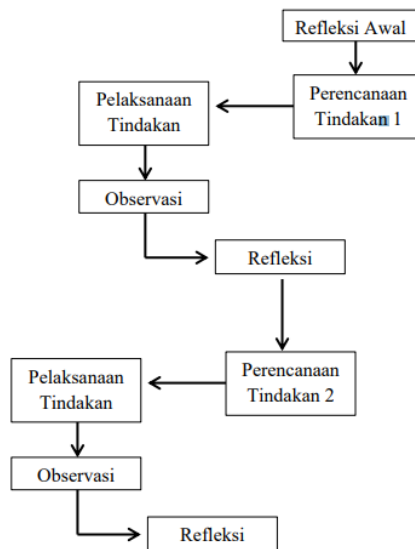 Refleksi Awal
Perencanaan
Tindakan 1
Pelaksanaan
Tindakan
Observasi
Refleksi
Perencanaan
Tindakan 2
Pelaksanaan
Tindakan
Observasi
Refleksi